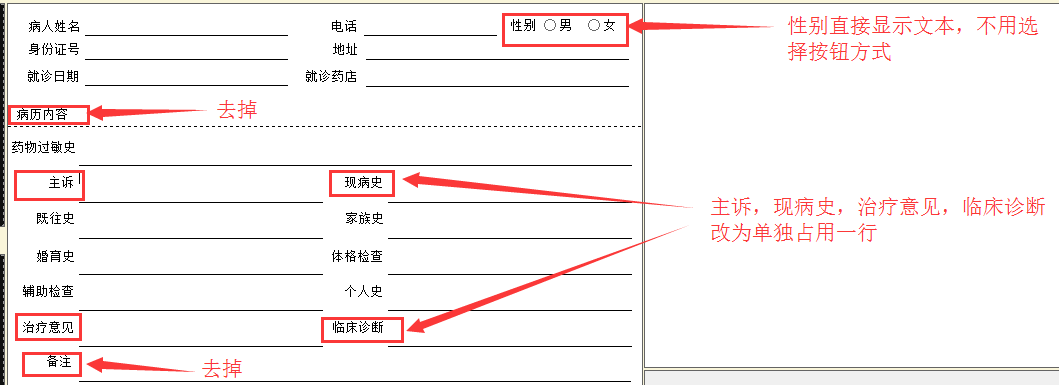 病人姓名 电话 性别 男 女
性别直接显示文本，不用选
择按钮方式
身份证号 地址
就诊日期 就诊药店
病历内容 去掉
药物过敏史
主诉 现病史
主诉，现病史，治疗意见，临床诊断
改为单独占用一行
既往史 家族史
婚育史 体格检查
辅助检查 个人史
治疗意见 临床诊断
备注 去掉